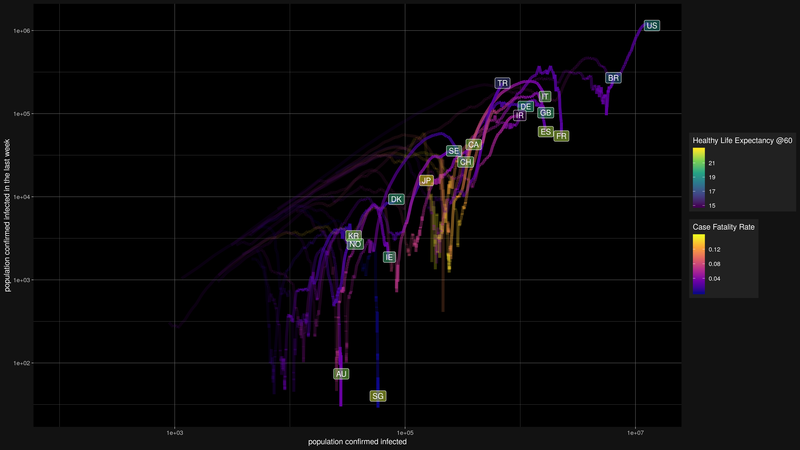 US
1e+06
BR
TR
IT
1e+05
DE
GB
IR
ES
FR
CA
SE
CH
JP
1e+04
DK
KR
NO
IE
1e+03
1e+02
AU
SG
1e+03
1e+05
1e+07
population confirmed infected
population confirmed infected in the last week
Healthy Life Expectancy @60
21
19
17
15
Case Fatality Rate
0.12
0.08
0.04